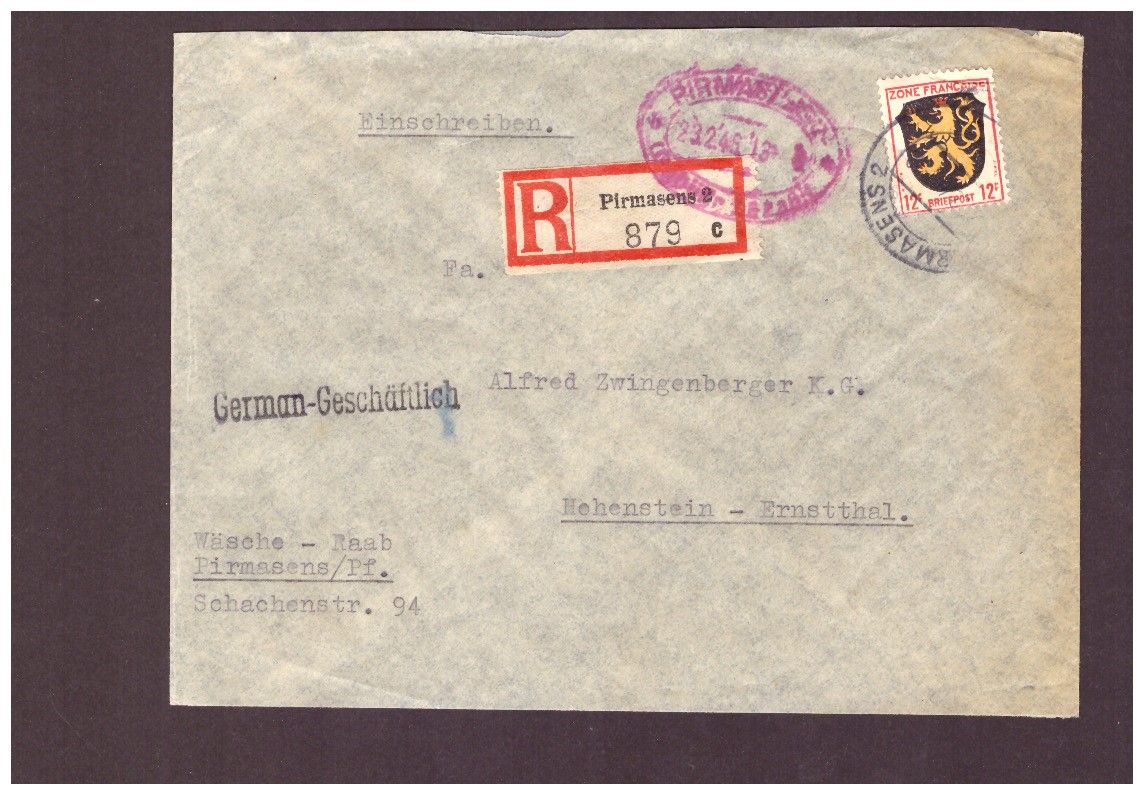 Einschreiben.
23.2.46.18
ZONE FRANÇAISE
12F BRIEFPOST 12F
PIRMASENS 2
R
Pirmasens 2
879 c
Fa.
Alfred Zwingenberger K.G.
German-Geschäftlich
Hohenstein - Ernstthal.
Wäsche - Raab
Pirmasens/Pf.
Schachenstr. 94